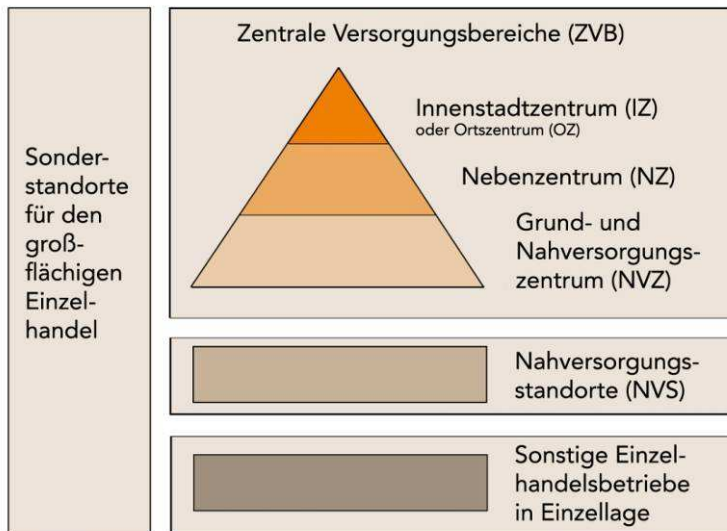 Sonder-
standorte
für den
groß-
flächigen
Einzel-
handel
Zentrale Versorgungsbereiche (ZVB)
Innenstadtzentrum (IZ)
oder Ortszentrum (OZ)
Nebenzentrum (NZ)
Grund- und
Nahversorgungs-
zentrum (NVZ)
Nahversorgungs-
standorte (NVS)
Sonstige Einzel-
handelsbetriebe
in Einzellage